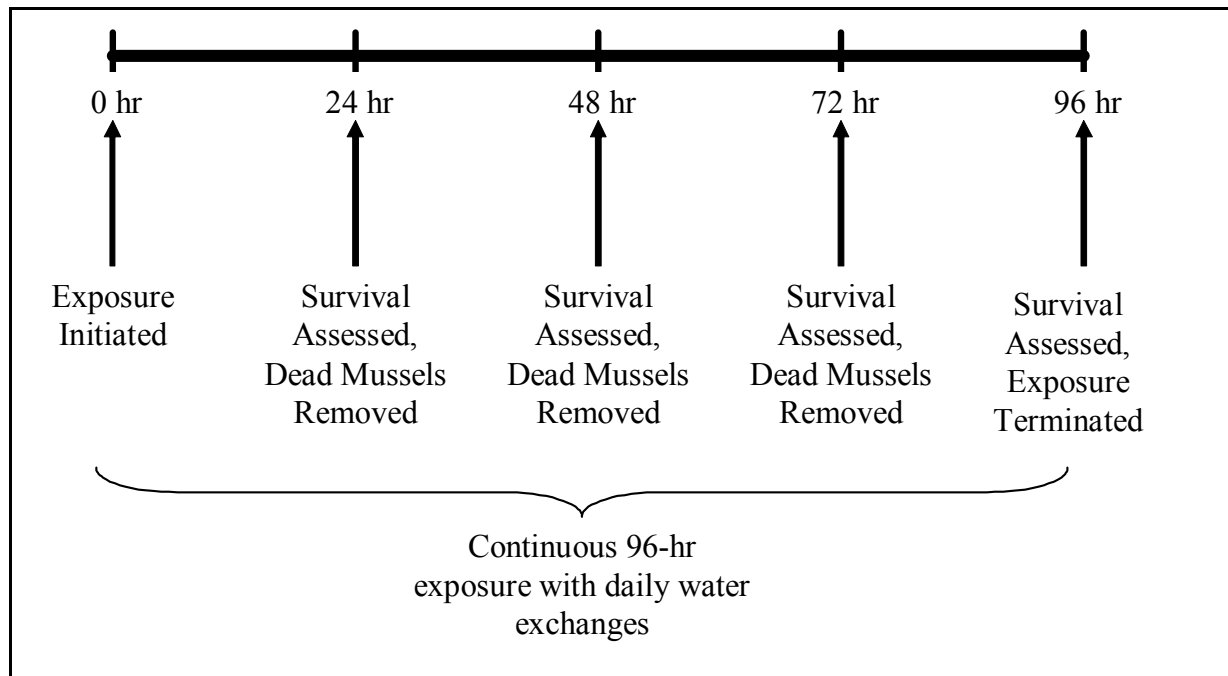 0 hr
24 hr
48 hr
72 hr
96 hr
Exposure
Initiated
Survival
Assessed,
Dead Mussels
Removed
Survival
Assessed,
Dead Mussels
Removed
Survival
Assessed,
Dead Mussels
Removed
Survival
Assessed,
Exposure
Terminated
Continuous 96-hr
exposure with daily water
exchanges